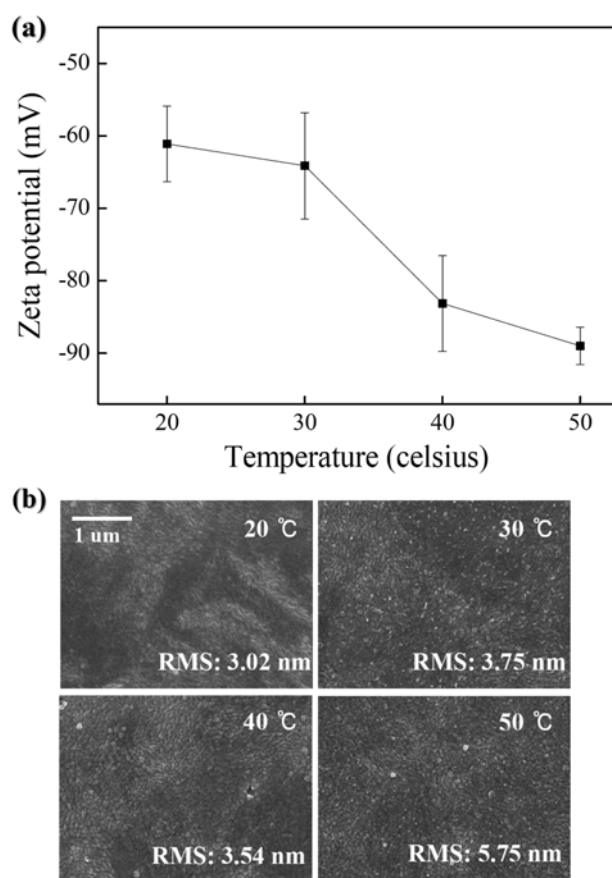 (a)
Zeta potential (mV)
-50
-60
-70
-80
-90
20 30 40 50
Temperature (celsius)
(b)
1 um
20 ℃
RMS: 3.02 nm
30 ℃
RMS: 3.75 nm
40 ℃
RMS: 3.54 nm
50 ℃
RMS: 5.75 nm